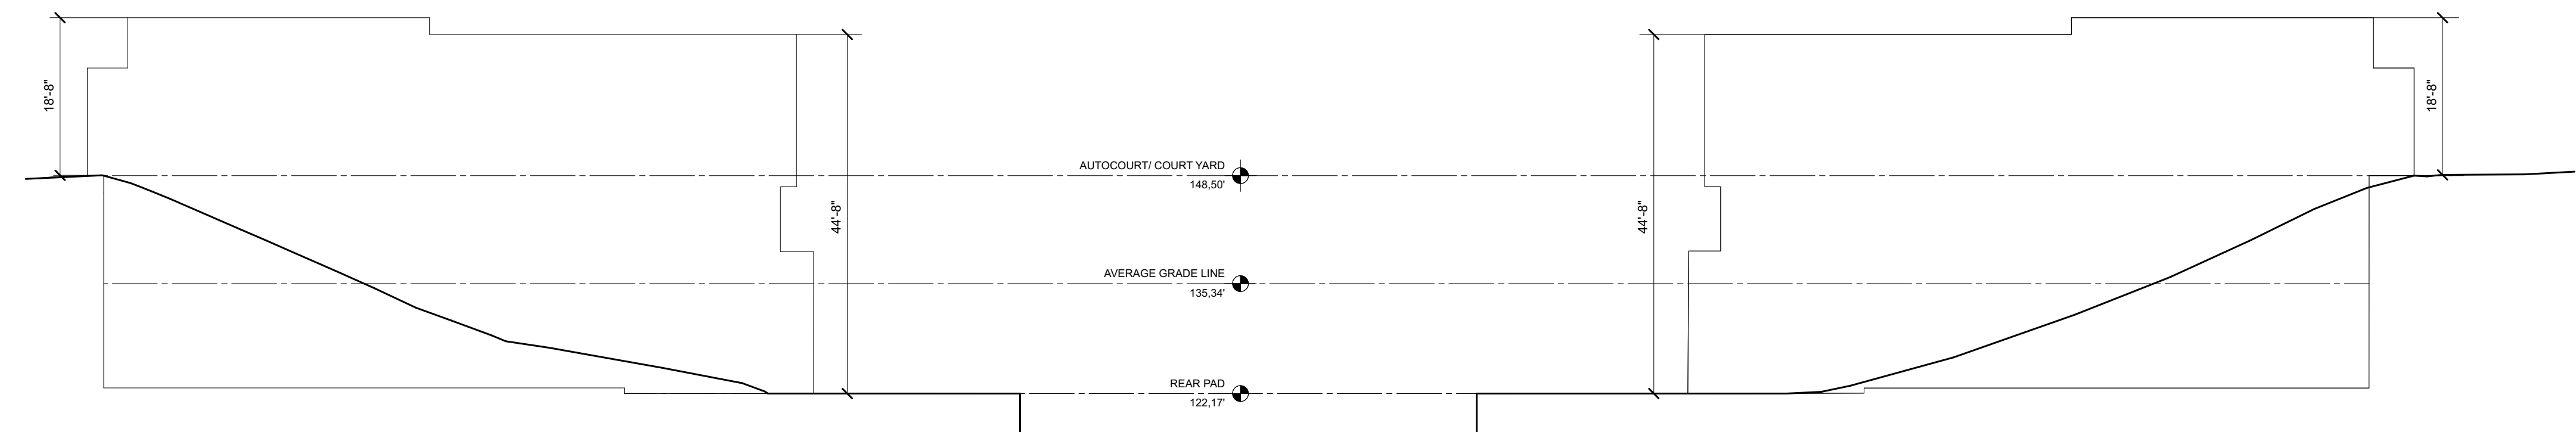 18'-8"
44'-8"
AUTOCOURT/ COURT YARD
148,50'
AVERAGE GRADE LINE
135,34'
REAR PAD
122,17'
44'-8"
18'-8"